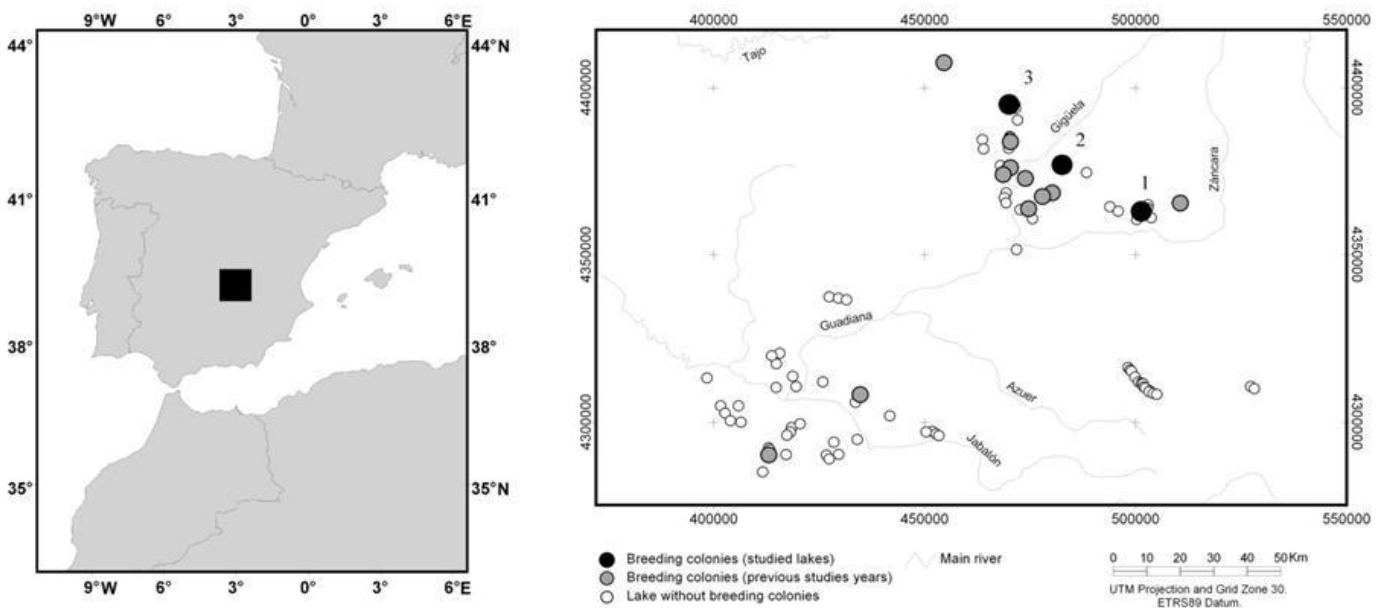 9°W 6° 3° 0° 3° 6°E
44° 44°N
41° 41°
38° 38°
35° 35°N
9°W 6° 3° 0° 3° 6°E
400000 450000 500000 550000
4400000 4400000
4350000 4350000
4300000 4300000
400000 450000 500000 550000
Tajo
3
Gigüela
2
1
Záncara
Guadiana
Azuer
Jabalón
Breeding colonies (studied lakes)
Breeding colonies (previous studies years)
Lake without breeding colonies
Main river
0 10 20 30 40 50 Km
UTM Projection and Grid Zone 30.
ETRS89 Datum.